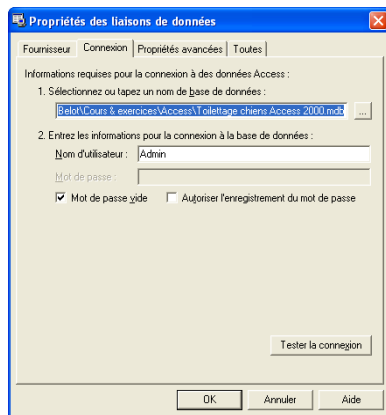 Propriétés des liaisons de données
Fournisseur Connexion Propriétés avancées Toutes
Informations requises pour la connexion à des données Access :
1. Sélectionnez ou tapez un nom de base de données :
Belot\Cours & exercices\Access\Toilettage chiens Access 2000.mdb ...
2. Entrez les informations pour la connexion à la base de données :
Nom d'utilisateur : Admin
Mot de passe :
Mot de passe vide Autoriser l'enregistrement du mot de passe
Tester la connexion
OK Annuler Aide